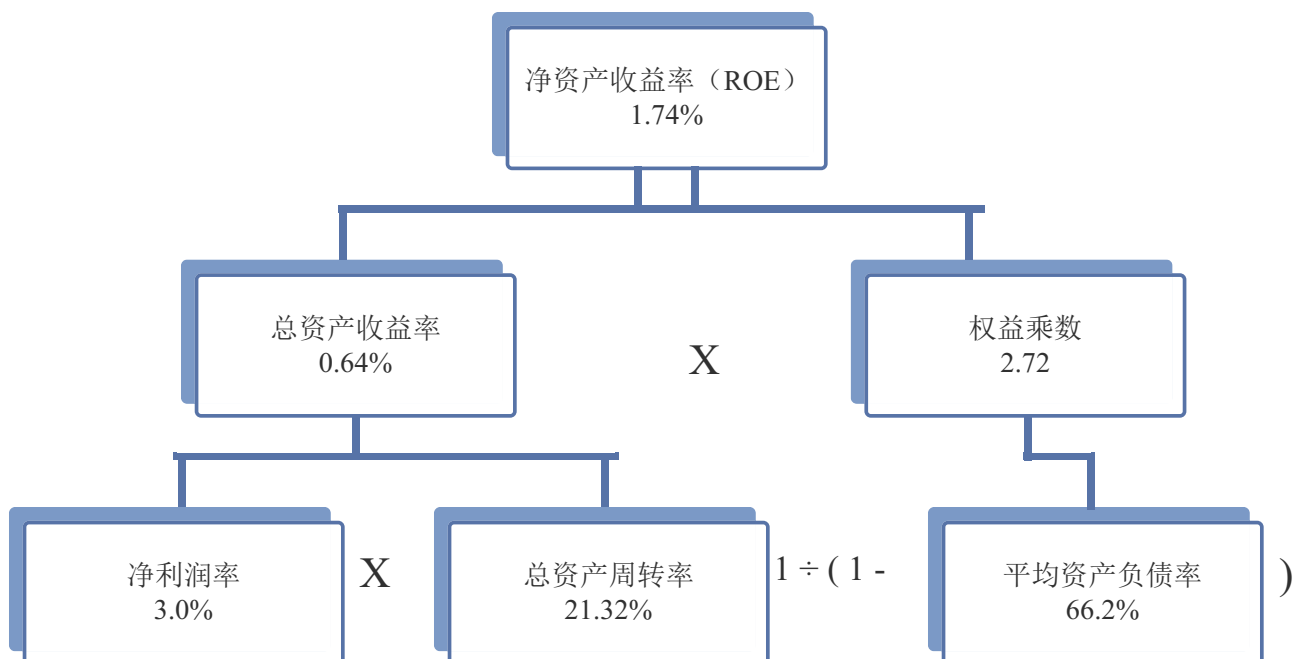 净资产收益率（ROE）
1.74%
总资产收益率
0.64%
X
权益乘数
2.72
净利润率
3.0%
X
总资产周转率
21.32%
1 ÷ ( 1 -
平均资产负债率
66.2%
)